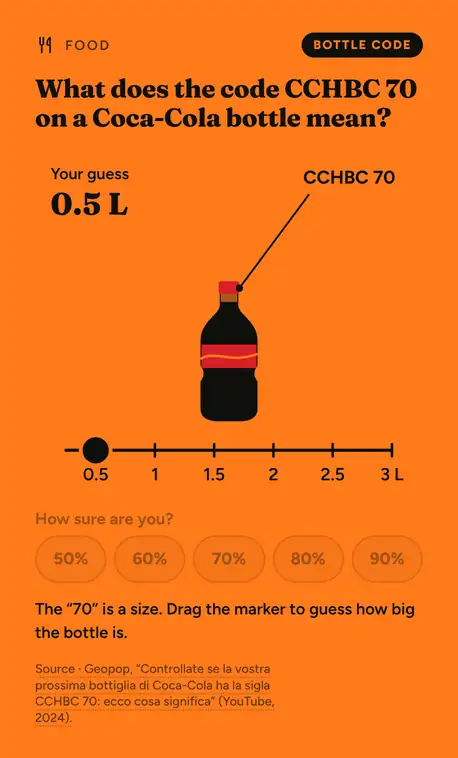 FOOD
BOTTLE CODE
What does the code CCHBC 70
on a Coca-Cola bottle mean?
Your guess
0.5 L
CCHBC 70
0.5 1 1.5 2 2.5 3 L
How sure are you?
50% 60% 70% 80% 90%
The “70” is a size. Drag the marker to guess how big
the bottle is.
Source · Geopop, “Controllate se la vostra
prossima bottiglia di Coca-Cola ha la sigla
CCHBC 70: ecco cosa significa” (YouTube,
2024).